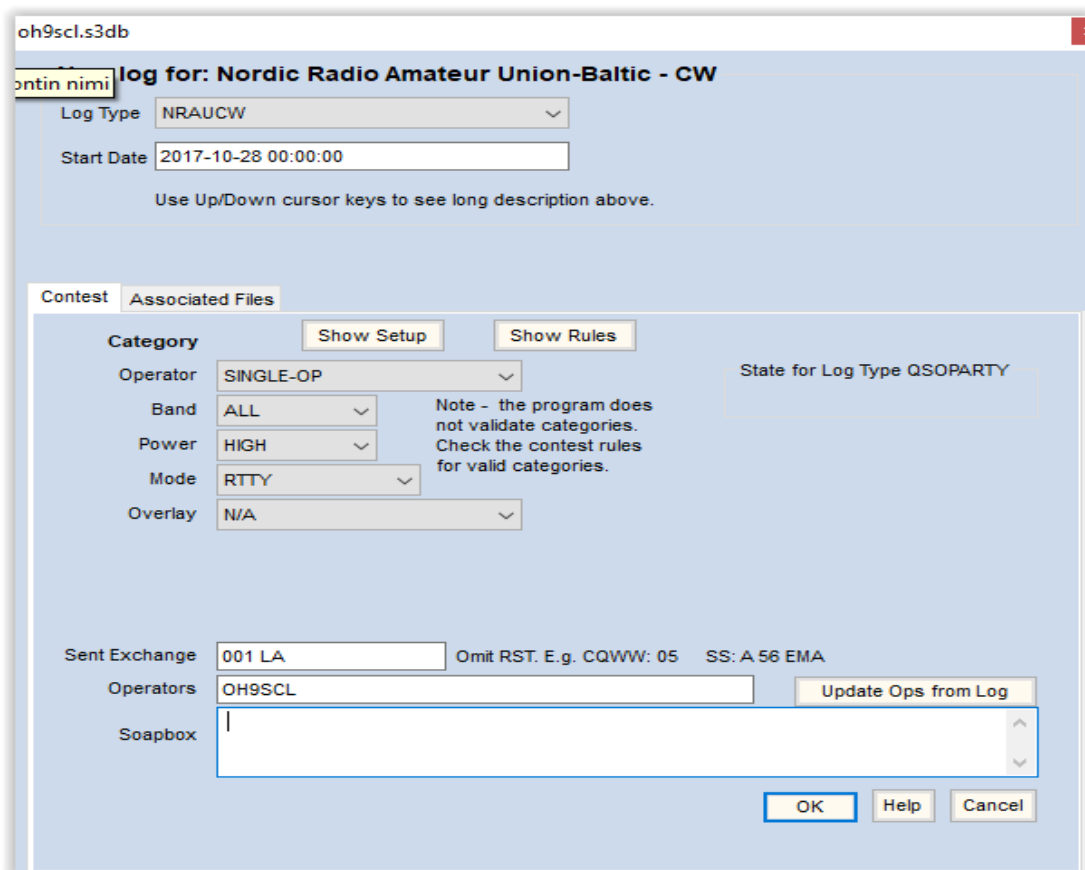 oh9scl.s3db
log for: Nordic Radio Amateur Union-Baltic - CW
ontin nimi
Log Type NRAUCW
Start Date 2017-10-28 00:00:00
Use Up/Down cursor keys to see long description above.
Contest Associated Files
Category Show Setup Show Rules
Operator SINGLE-OP State for Log Type QSOPARTY
Band ALL Note - the program does
not validate categories.
Power HIGH Check the contest rules
for valid categories.
Mode RTTY
Overlay N/A
Sent Exchange 001 LA Omit RST. E.g. CQWW: 05 SS: A 56 EMA
Operators OH9SCL Update Ops from Log
Soapbox
OK Help Cancel